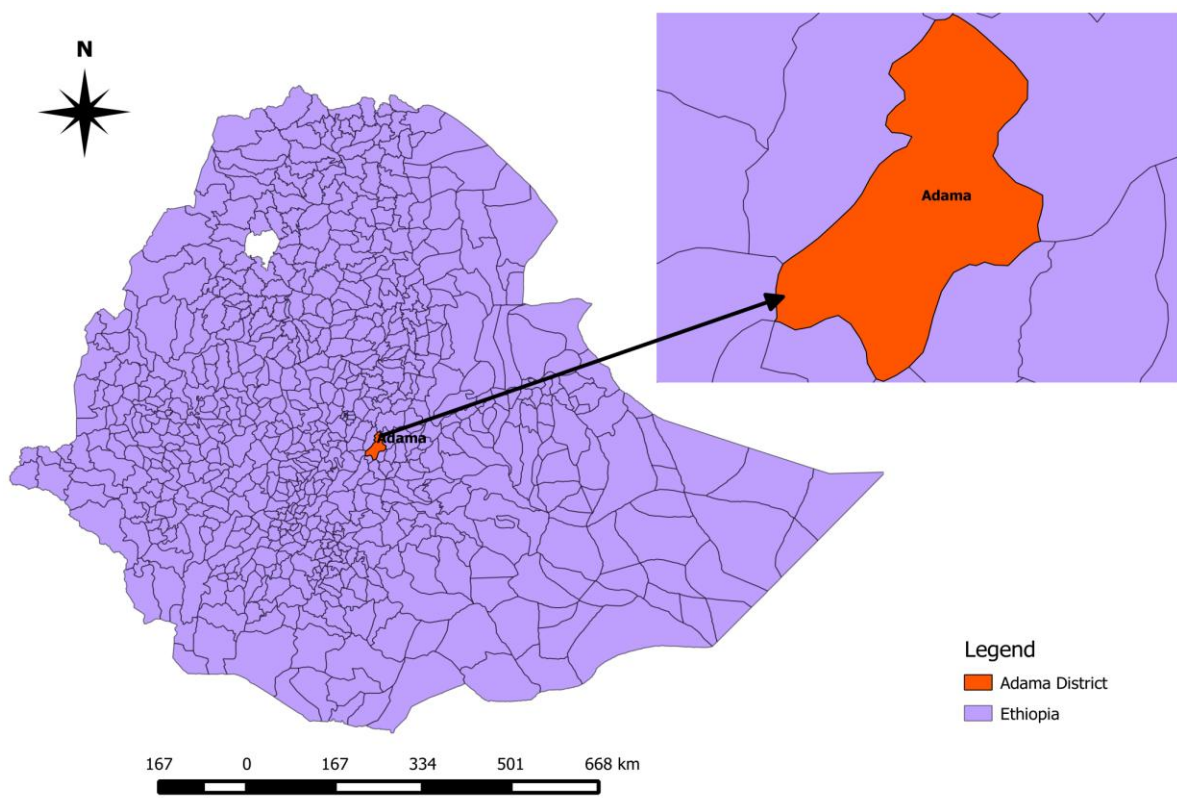 N
Adama
Adama
Legend
Adama District
Ethiopia
167 0 167 334 501 668 km